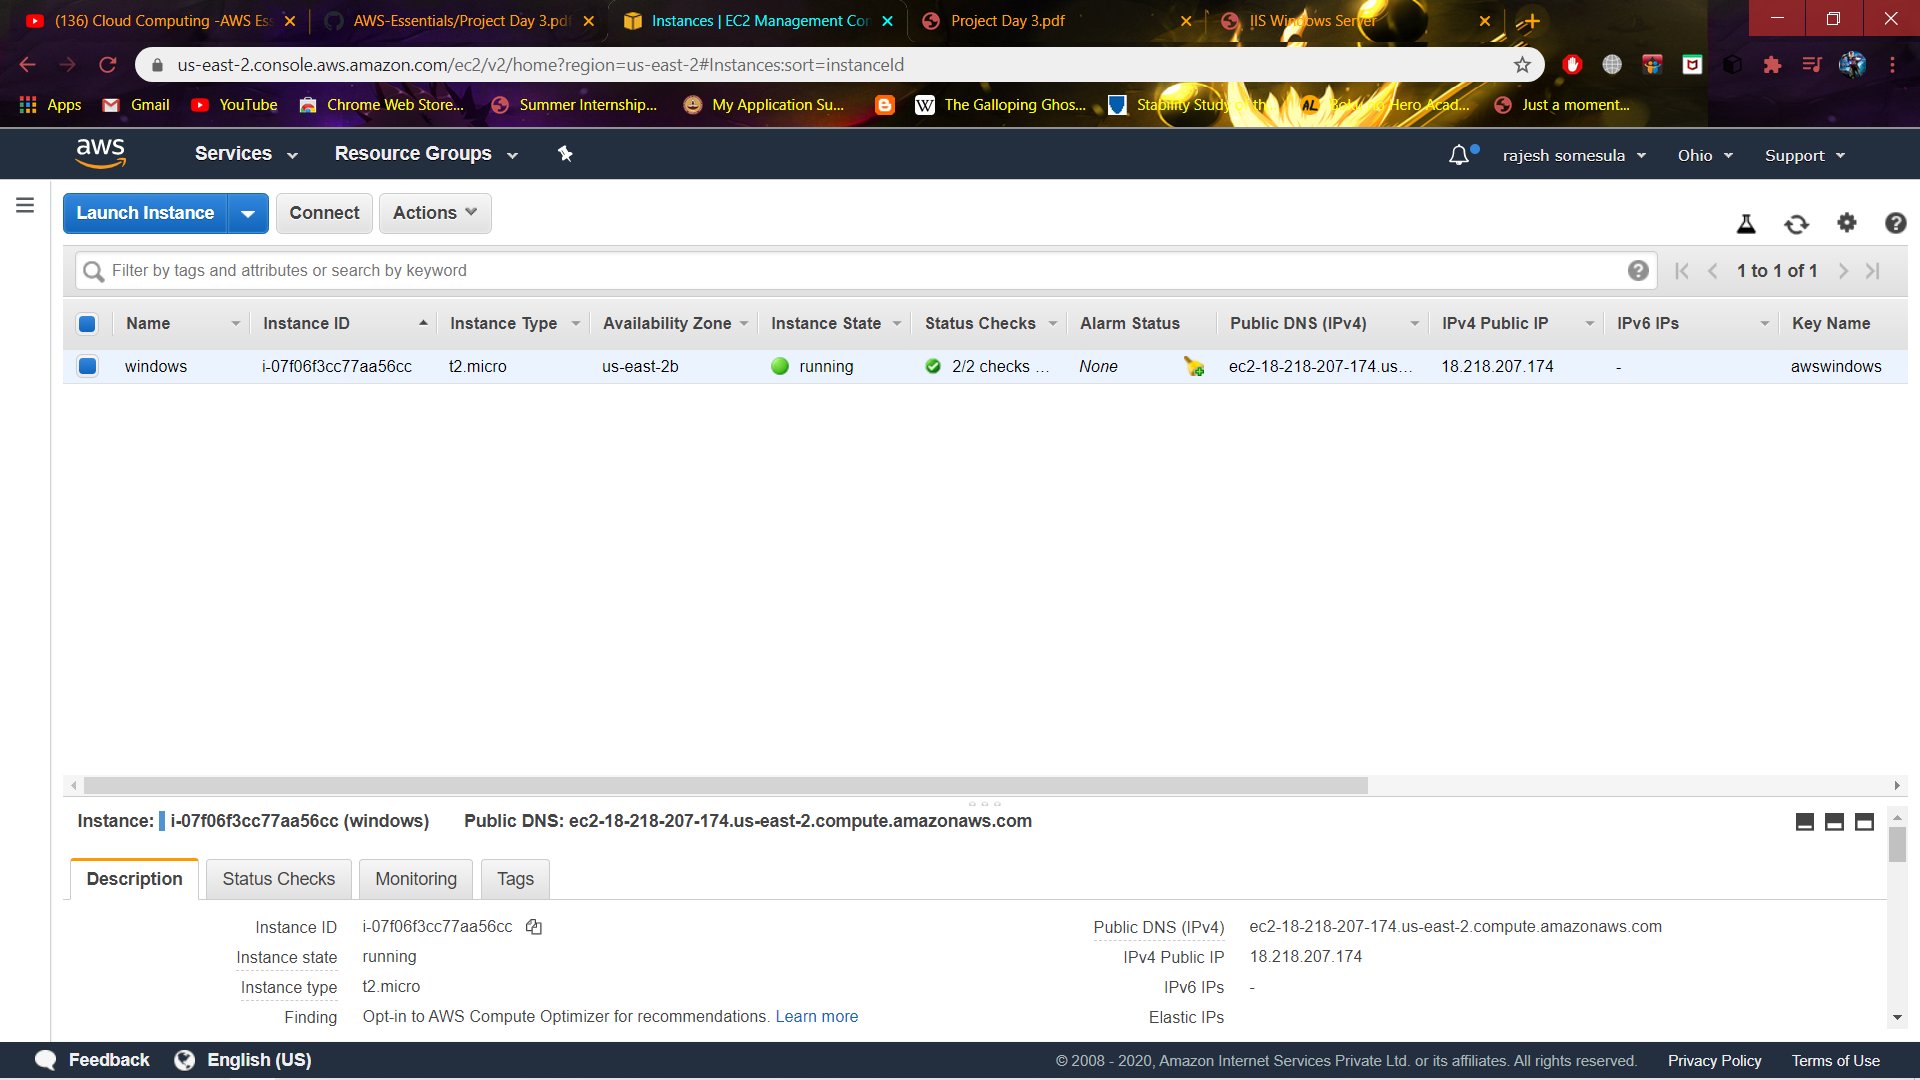 (136) Cloud Computing -AWS Ess
AWS-Essentials/Project Day 3.pdf
Instances | EC2 Management Con
Project Day 3.pdf
IIS Windows Server
us-east-2.console.aws.amazon.com/ec2/v2/home?region=us-east-2#Instances:sort=instanceId
Apps Gmail YouTube Chrome Web Store... Summer Internship... My Application Su... The Galloping Ghos... Stability Study Hero Acad... Just a moment...
aws Services Resource Groups rajesh somesula Ohio Support
Launch Instance Connect Actions
Filter by tags and attributes or search by keyword 1 to 1 of 1
Name Instance ID Instance Type Availability Zone Instance State Status Checks Alarm Status Public DNS (IPv4) IPv4 Public IP IPv6 IPs Key Name
windows i-07f06f3cc77aa56cc t2.micro us-east-2b running 2/2 checks ... None ec2-18-218-207-174.us... 18.218.207.174 - awswindows
Instance: i-07f06f3cc77aa56cc (windows) Public DNS: ec2-18-218-207-174.us-east-2.compute.amazonaws.com
Description Status Checks Monitoring Tags
Instance ID i-07f06f3cc77aa56cc Public DNS (IPv4) ec2-18-218-207-174.us-east-2.compute.amazonaws.com
Instance state running IPv4 Public IP 18.218.207.174
Instance type t2.micro IPv6 IPs -
Finding Opt-in to AWS Compute Optimizer for recommendations. Learn more Elastic IPs
Feedback English (US) © 2008 - 2020, Amazon Internet Services Private Ltd. or its affiliates. All rights reserved. Privacy Policy Terms of Use